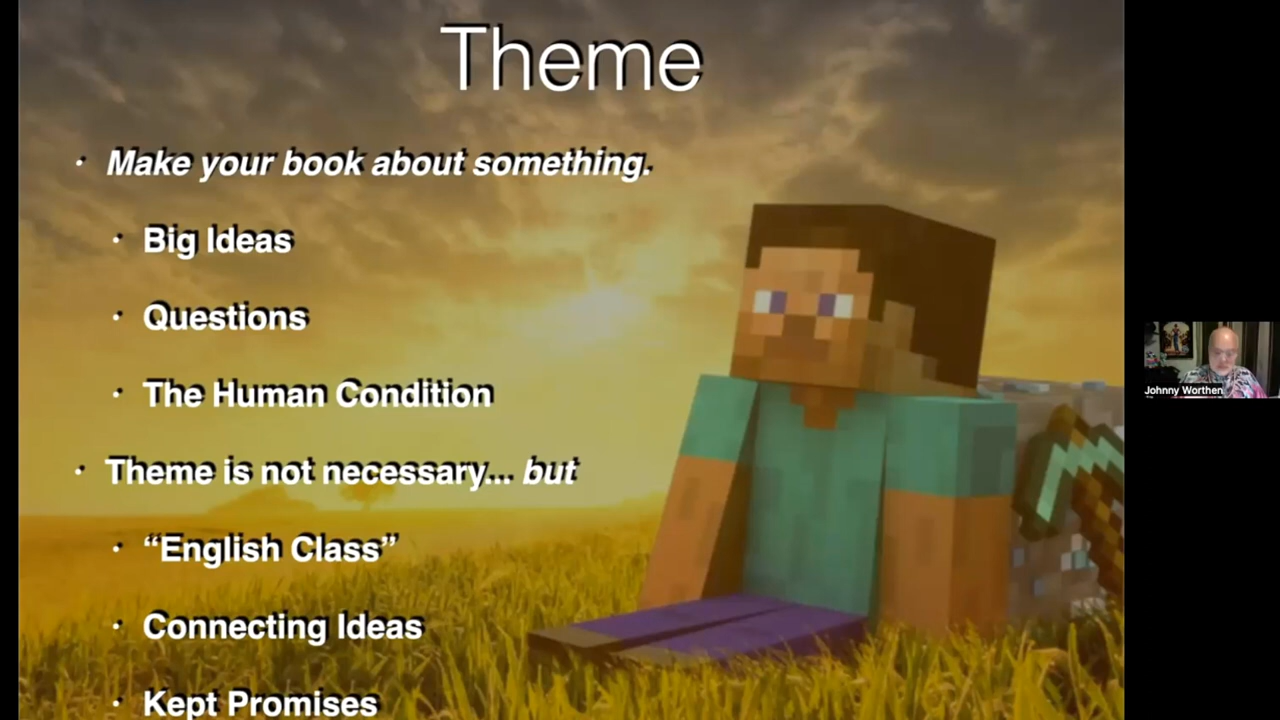 Theme
• Make your book about something.
• Big Ideas
• Questions
• The Human Condition
• Theme is not necessary... but
• “English Class”
• Connecting Ideas
• Kept Promises
Johnny Worthen